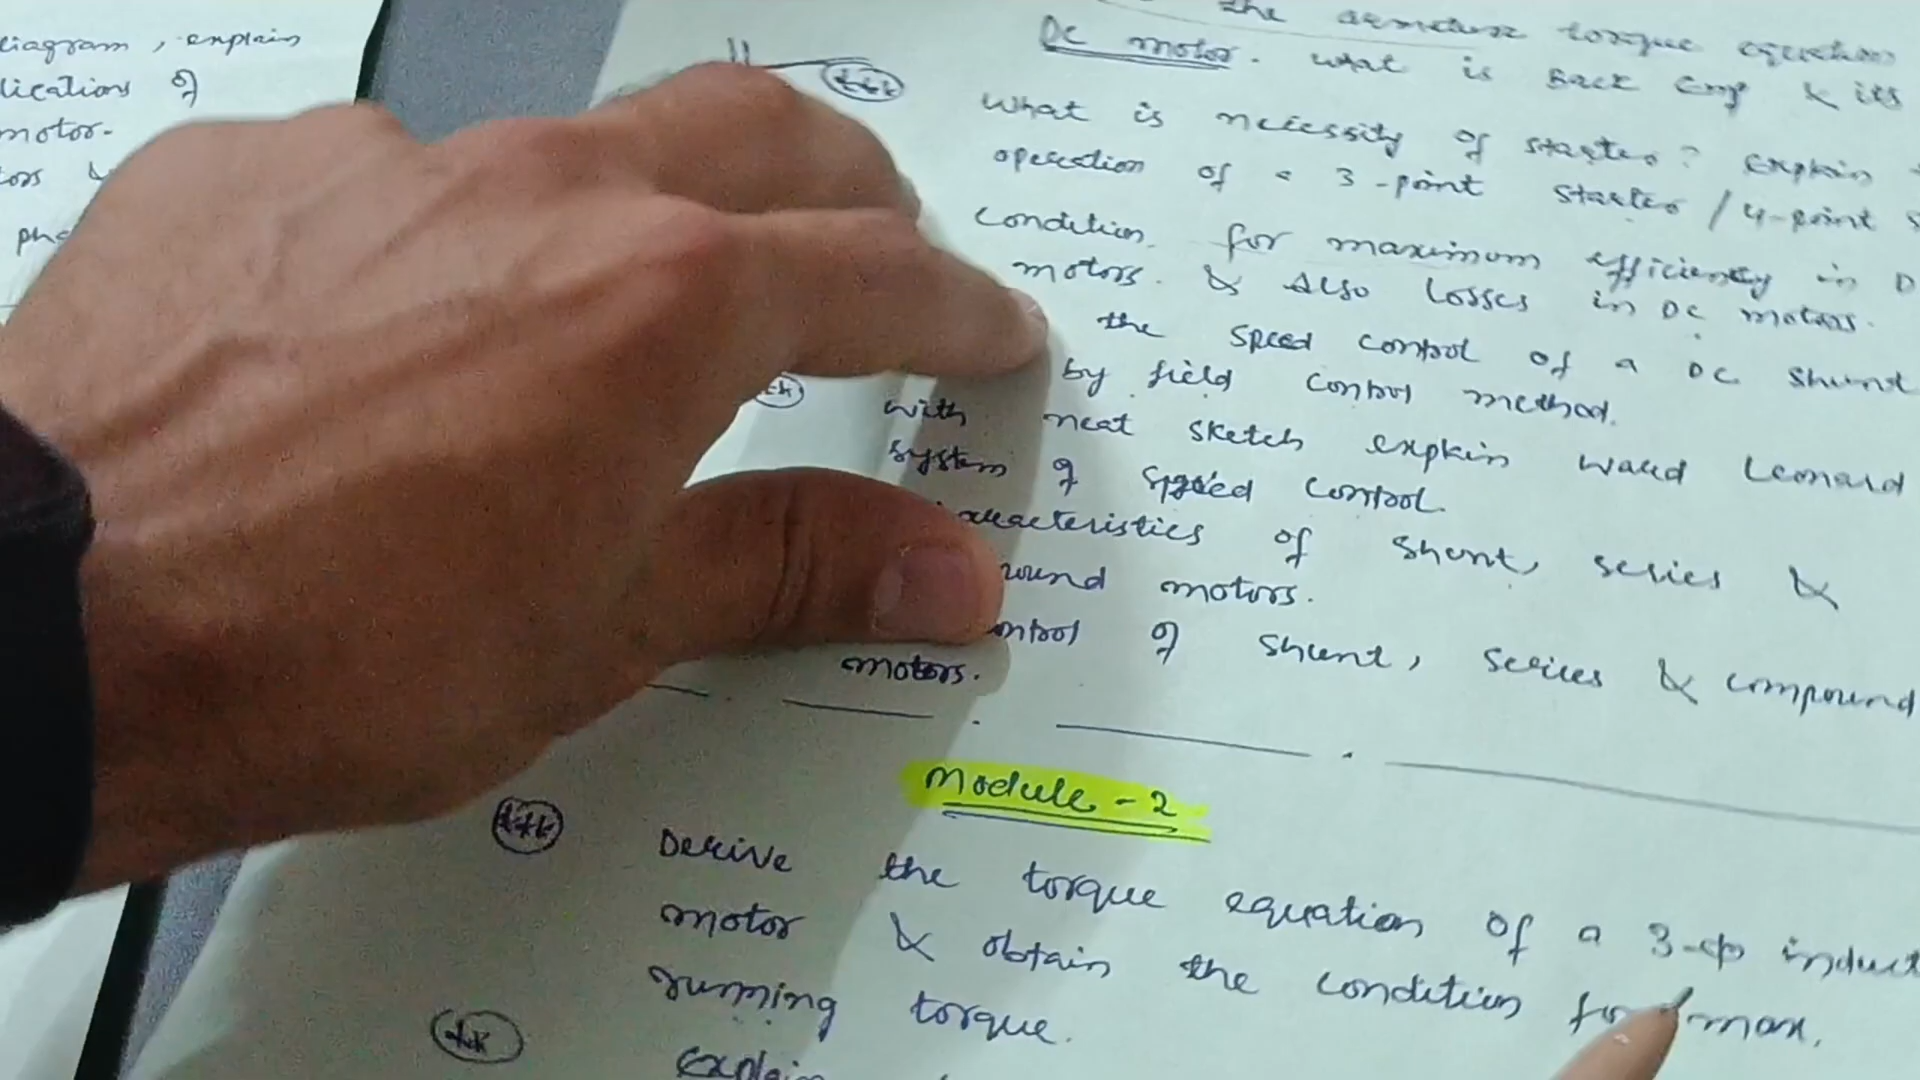 diagram, explain
lications of
motor.
the armature torque equation
DC motor. What is Back Emf & its
***
What is necessity of starter? Explain
operation of a 3-point starter / 4-point
Condition for maximum efficiency in D
motors. & Also Losses in DC motors.
the speed control of a DC shunt
by field control method.
with neat sketch explain Ward Leonard
system of speed control.
aracteristics of shunt, series &
ound motors.
ontrol of shunt, series & compound
motors.
Module - 2
***
Derive the torque equation of a 3-ϕ induct
motor & obtain the condition for max.
running torque.
**
Explain